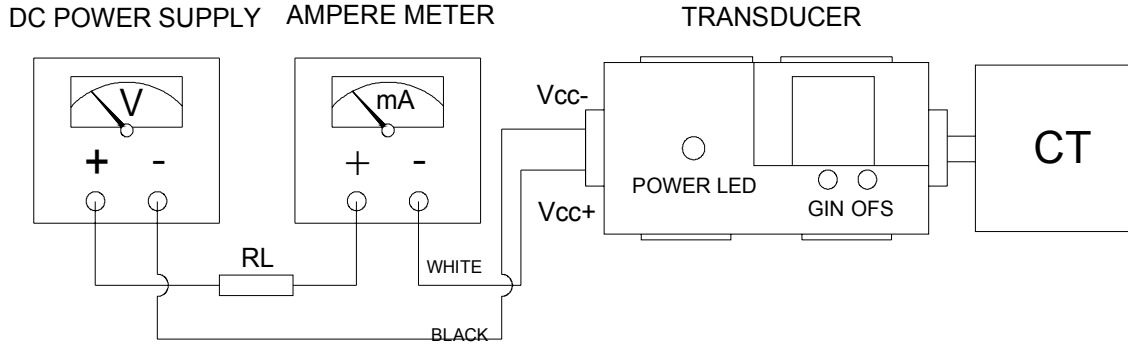 DC POWER SUPPLY AMPERE METER TRANSDUCER
V mA
Vcc-
+ - + -
CT
POWER LED
Vcc+ GIN OFS
RL
WHITE
BLACK